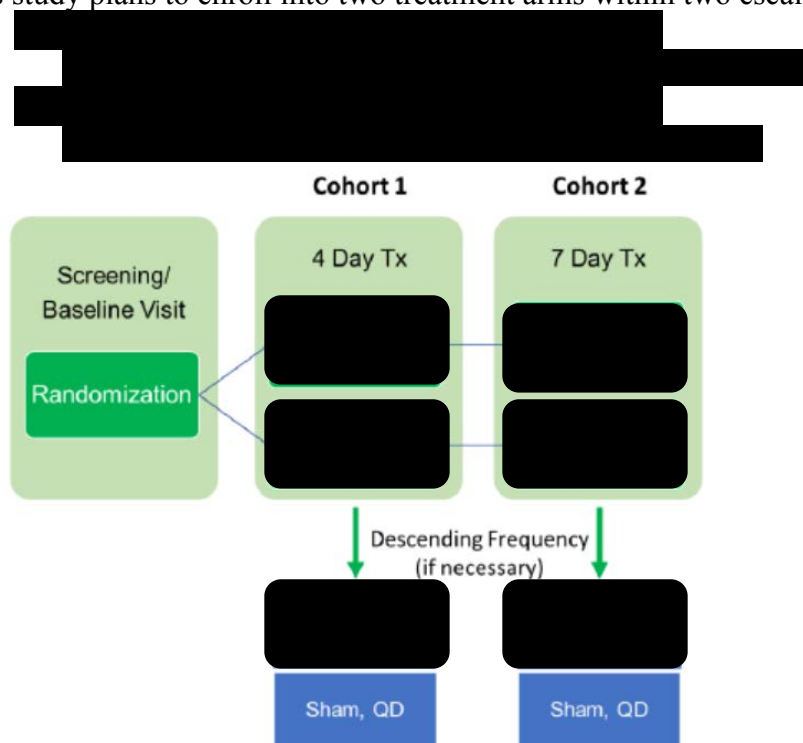 study plans to enroll into two treatment arms within two
Cohort 1
Cohort 2
Screening/
Baseline Visit
Randomization
4 Day Tx
7 Day Tx
Descending Frequency
(if necessary)
Sham, QD
Sham, QD